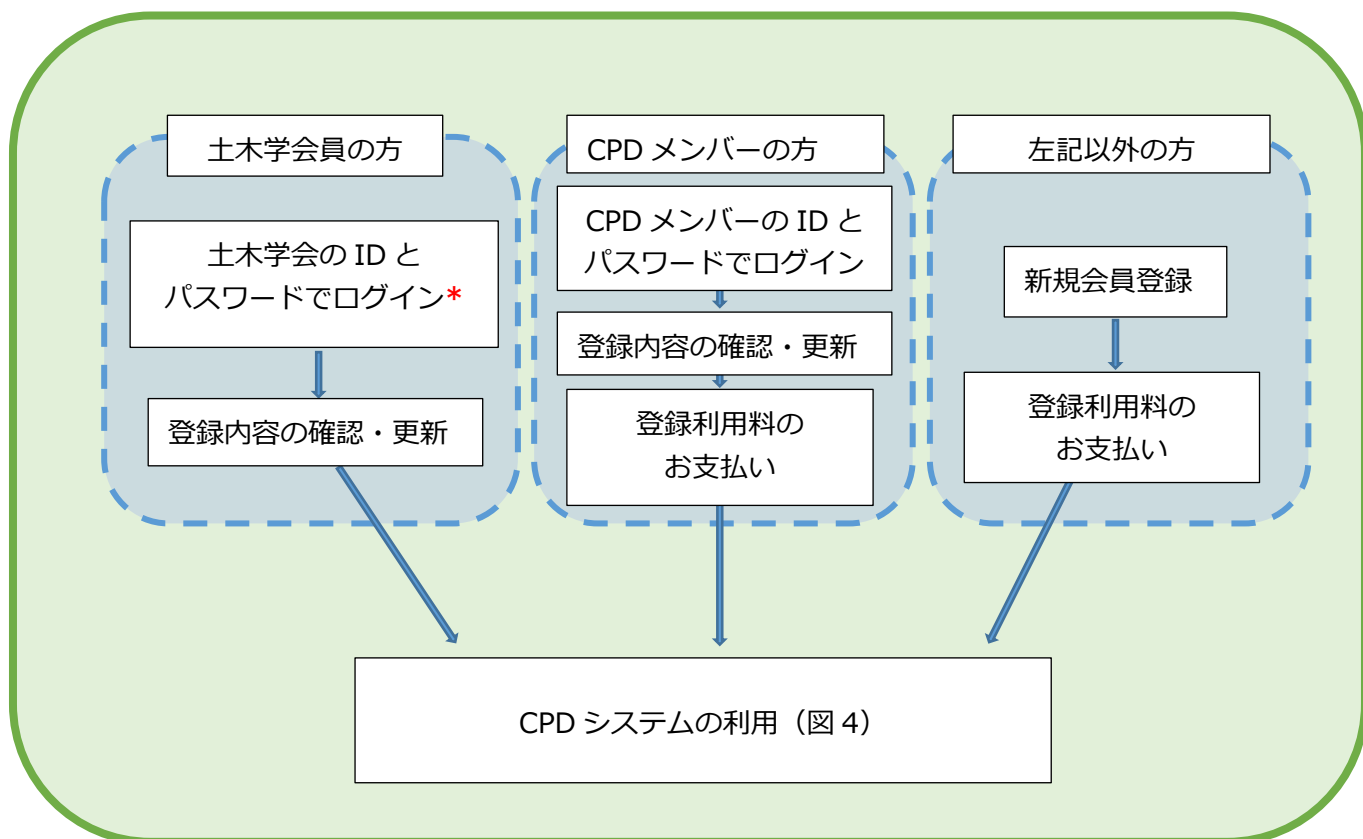 土木学会員の方
土木学会の ID と
パスワードでログイン*
登録内容の確認・更新
CPD メンバーの方
CPD メンバーの ID と
パスワードでログイン
登録内容の確認・更新
登録利用料の
お支払い
左記以外の方
新規会員登録
登録利用料の
お支払い
CPD システムの利用（図 4）